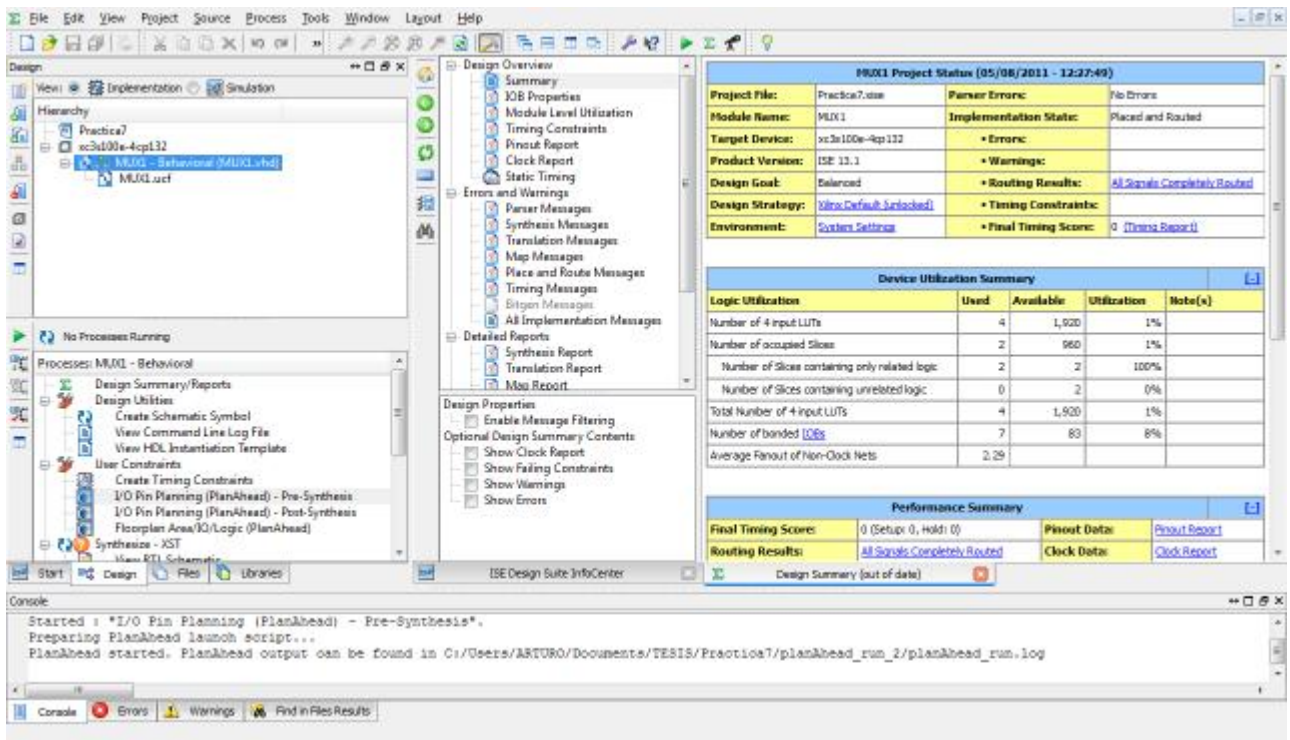 File Edit View Project Source Process Tools Window Layout Help
Design
View: Implementation Simulation
Hierarchy
Practica7
xc3s100e-4cp132
MUX1 - Behavioral (MUX1.vhd)
MUX1.ucf
No Processes Running
Processes: MUX1 - Behavioral
Design Summary/Reports
Design Utilities
Create Schematic Symbol
View Command Line Log File
View HDL Instantiation Template
User Constraints
Create Timing Constraints
I/O Pin Planning (PlanAhead) - Pre-Synthesis
I/O Pin Planning (PlanAhead) - Post-Synthesis
Floorplan Area/IO/Logic (PlanAhead)
Synthesize - XST
View RTL Schematic
Start Design Files Libraries
Design Overview
Summary
IOB Properties
Module Level Utilization
Timing Constraints
Pinout Report
Clock Report
Static Timing
Errors and Warnings
Parser Messages
Synthesis Messages
Translation Messages
Map Messages
Place and Route Messages
Timing Messages
Bitgen Messages
All Implementation Messages
Detailed Reports
Synthesis Report
Translation Report
Map Report
Design Properties
Enable Message Filtering
Optional Design Summary Contents
Show Clock Report
Show Failing Constraints
Show Warnings
Show Errors
ISE Design Suite InfoCenter
Design Summary (out of date)
MUX1 Project Status (05/08/2011 - 12:27:49)
Project File: Practica7.xise Parser Errors: No Errors
Module Name: MUX1 Implementation State: Placed and Routed
Target Device: xc3s100e-4cp132 • Errors:
Product Version: ISE 13.1 • Warnings:
Design Goal: Balanced • Routing Results: All Signals Completely Routed
Design Strategy: Xilinx Default (unlocked) • Timing Constraints:
Environment: System Settings • Final Timing Score: 0 (Timing Report)
Device Utilization Summary [-]
Logic Utilization Used Available Utilization Note(s)
Number of 4 input LUTs 4 1,920 1%
Number of occupied Slices 2 960 1%
Number of Slices containing only related logic 2 2 100%
Number of Slices containing unrelated logic 0 2 0%
Total Number of 4 input LUTs 4 1,920 1%
Number of bonded IOBs 7 83 8%
Average Fanout of Non-Clock Nets 2.29
Performance Summary [-]
Final Timing Score: 0 (Setup: 0, Hold: 0) Pinout Data: Pinout Report
Routing Results: All Signals Completely Routed Clock Data: Clock Report
Console
Started : "I/O Pin Planning (PlanAhead) - Pre-Synthesis".
Preparing PlanAhead launch script...
PlanAhead started. PlanAhead output can be found in C:/Users/ARTURO/Documents/TESIS/Practica7/planAhead_run_2/planAhead_run.log
Console Errors Warnings Find in Files Results